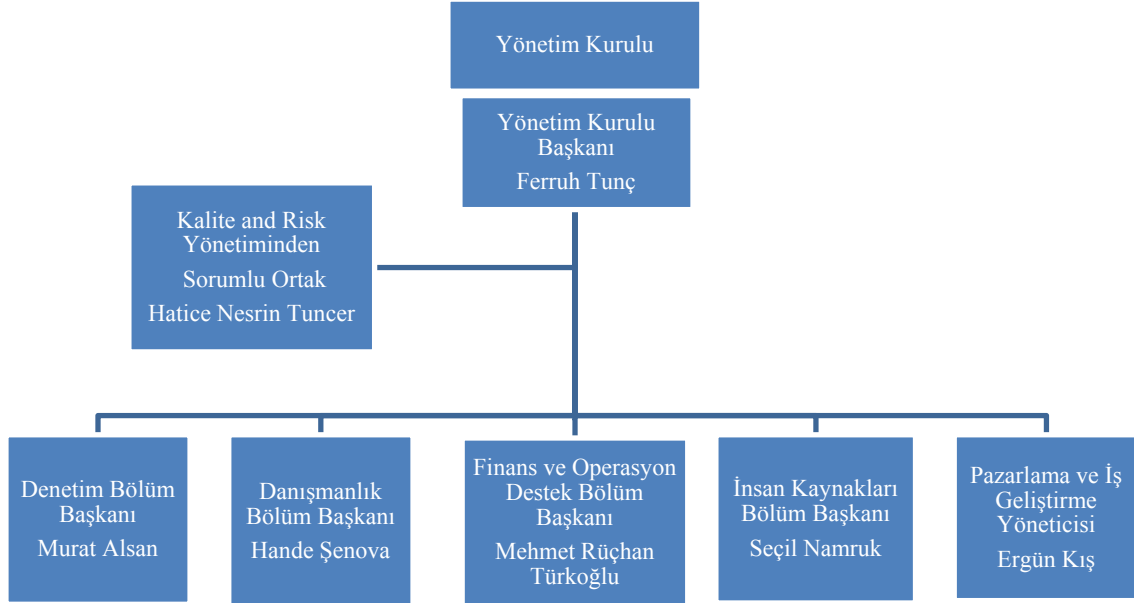 Yönetim Kurulu
Yönetim Kurulu
Başkanı
Ferruh Tunç
Kalite and Risk
Yönetiminden
Sorumlu Ortak
Hatice Nesrin Tuncer
Denetim Bölüm
Başkanı
Murat Alsan
Danışmanlık
Bölüm Başkanı
Hande Şenova
Finans ve Operasyon
Destek Bölüm
Başkanı
Mehmet Rüçhan
Türkoğlu
İnsan Kaynakları
Bölüm Başkanı
Seçil Namruk
Pazarlama ve İş
Geliştirme
Yöneticisi
Ergün Kış